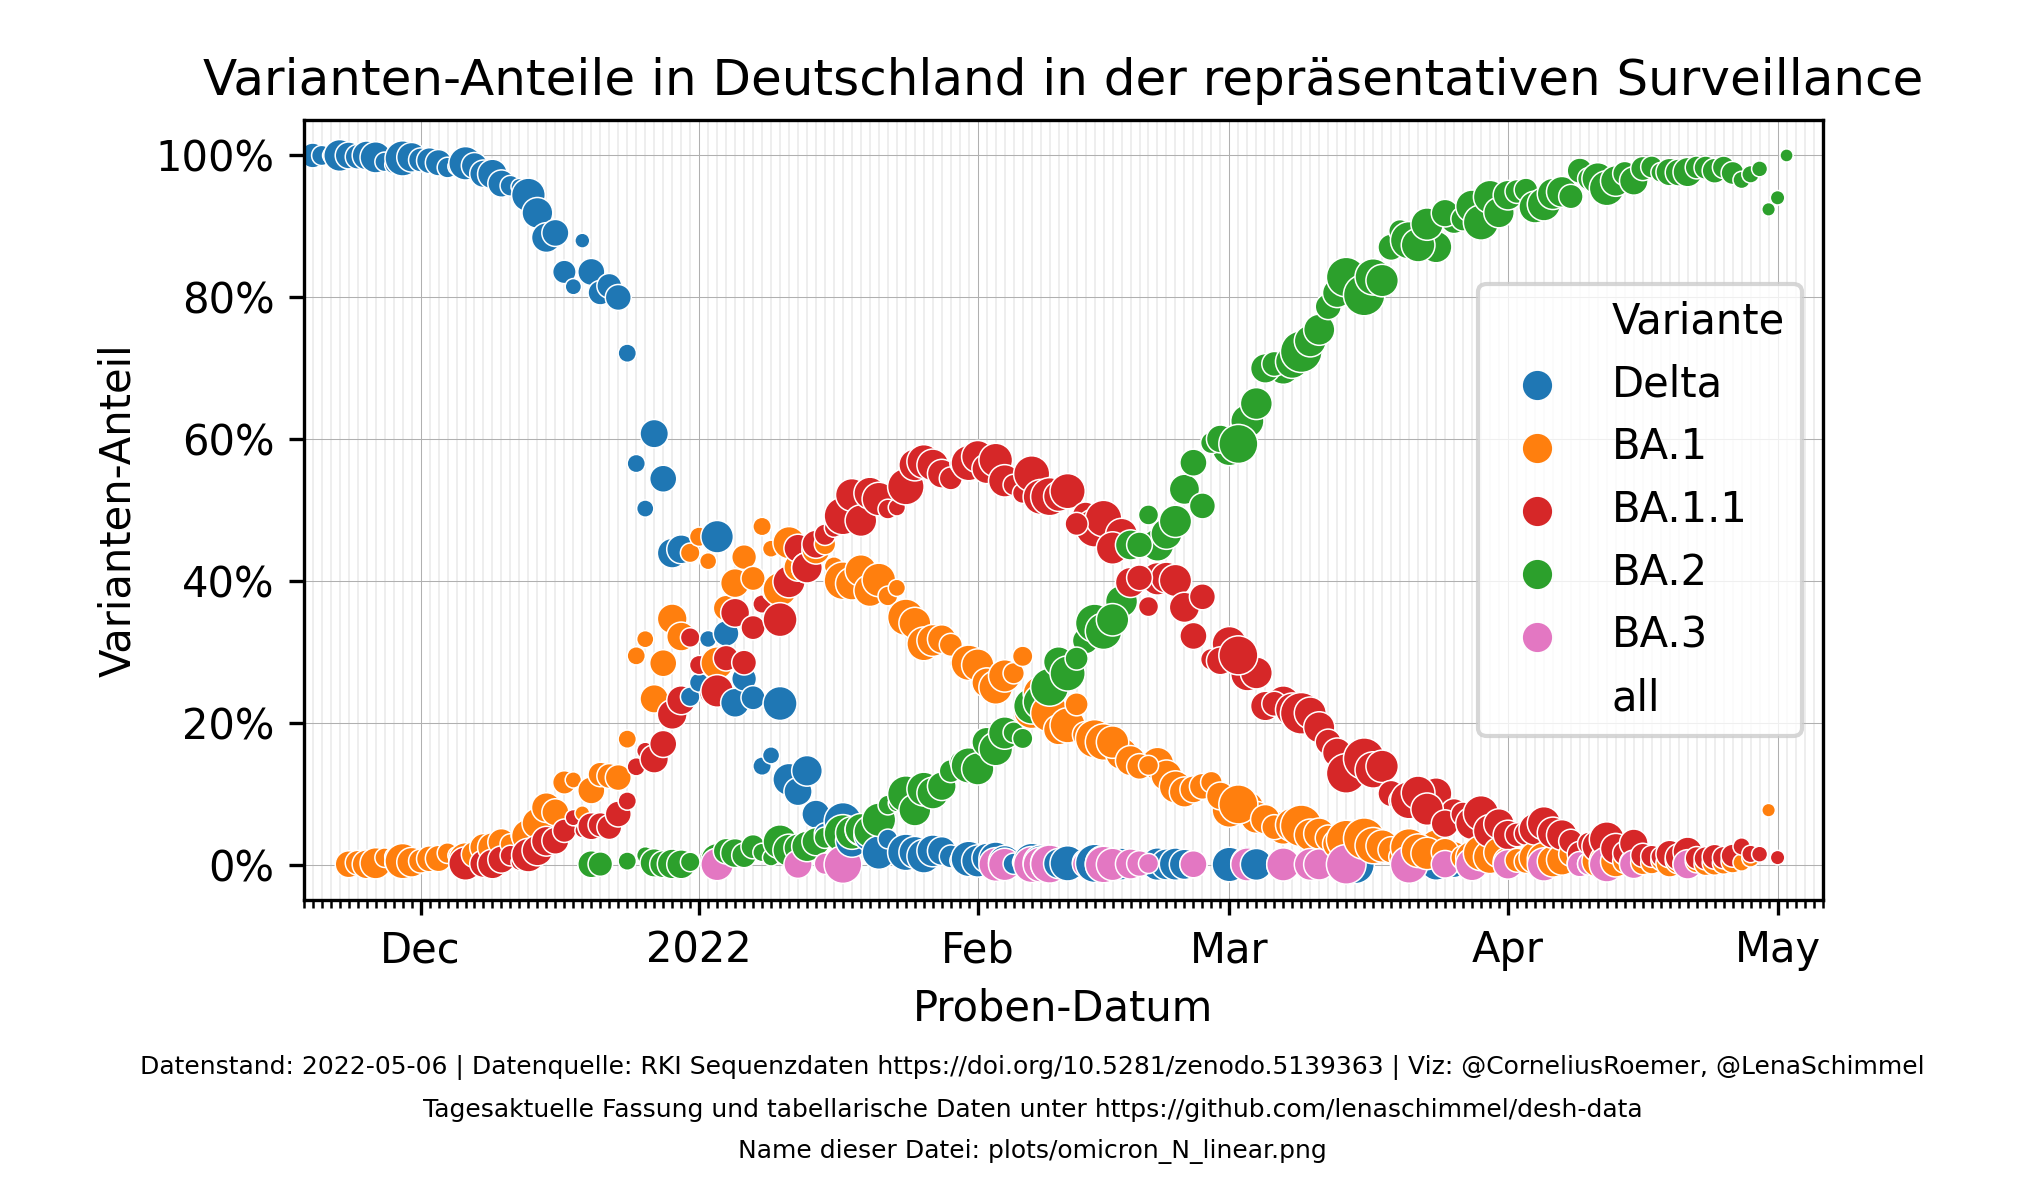 Varianten-Anteile in Deutschland in der repräsentativen Surveillance
Varianten-Anteil
100%
80%
60%
40%
20%
0%
Variante
Delta
BA.1
BA.1.1
BA.2
BA.3
all
Dec
2022
Feb
Mar
Apr
May
Proben-Datum
Datenstand: 2022-05-06 | Datenquelle: RKI Sequenzdaten https://doi.org/10.5281/zenodo.5139363 | Viz: @CorneliusRoemer, @LenaSchimmel
Tagesaktuelle Fassung und tabellarische Daten unter https://github.com/lenaschimmel/desh-data
Name dieser Datei: plots/omicron_N_linear.png